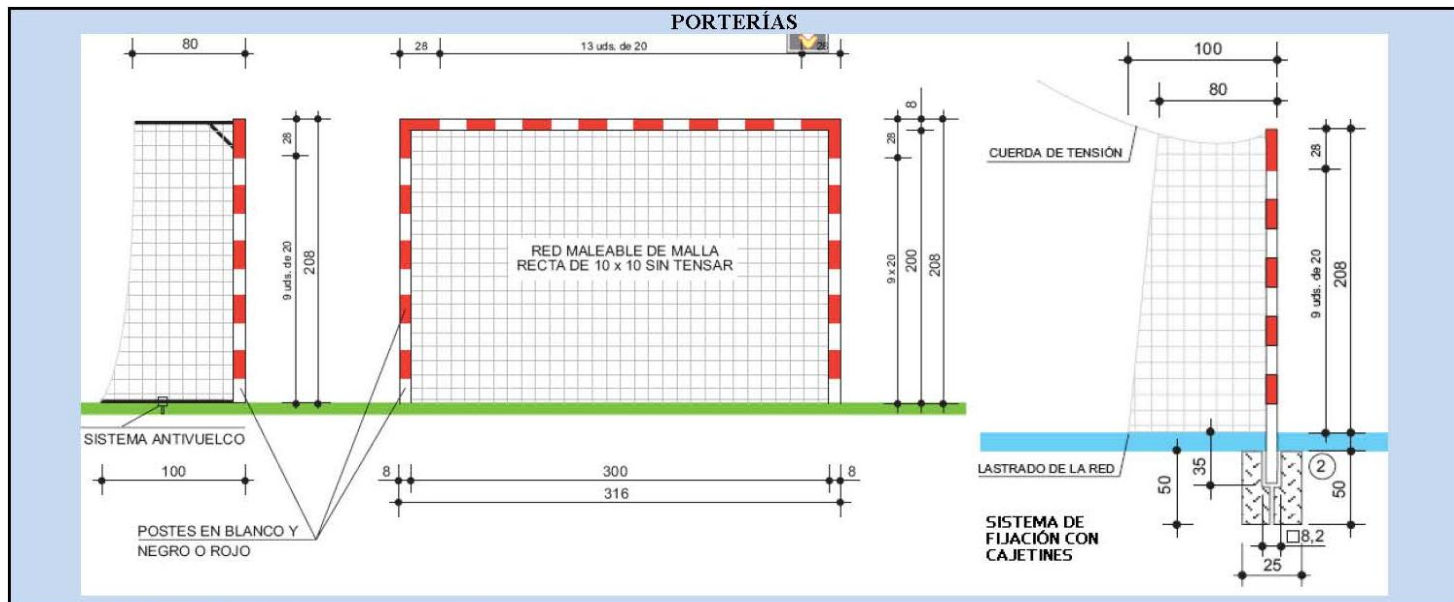 PORTERÍAS
80
28
13 uds. de 20
28
28
9 uds. de 20
208
RED MALEABLE DE MALLA
RECTA DE 10 x 10 SIN TENSAR
8
28
9 x 20
200
208
SISTEMA ANTIVUELCO
100
8
300
8
316
POSTES EN BLANCO Y
NEGRO O ROJO
100
80
CUERDA DE TENSIÓN
28
9 uds. de 20
208
LASTRADO DE LA RED
50
35
2
50
SISTEMA DE
FIJACIÓN CON
CAJETINES
8,2
25